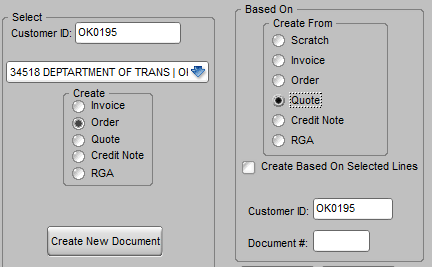 Select
Customer ID: OK0195
34518 DEPTARTMENT OF TRANS | O
Create
Invoice
Order
Quote
Credit Note
RGA
Create New Document
Based On
Create From
Scratch
Invoice
Order
Quote
Credit Note
RGA
Create Based On Selected Lines
Customer ID: OK0195
Document #: